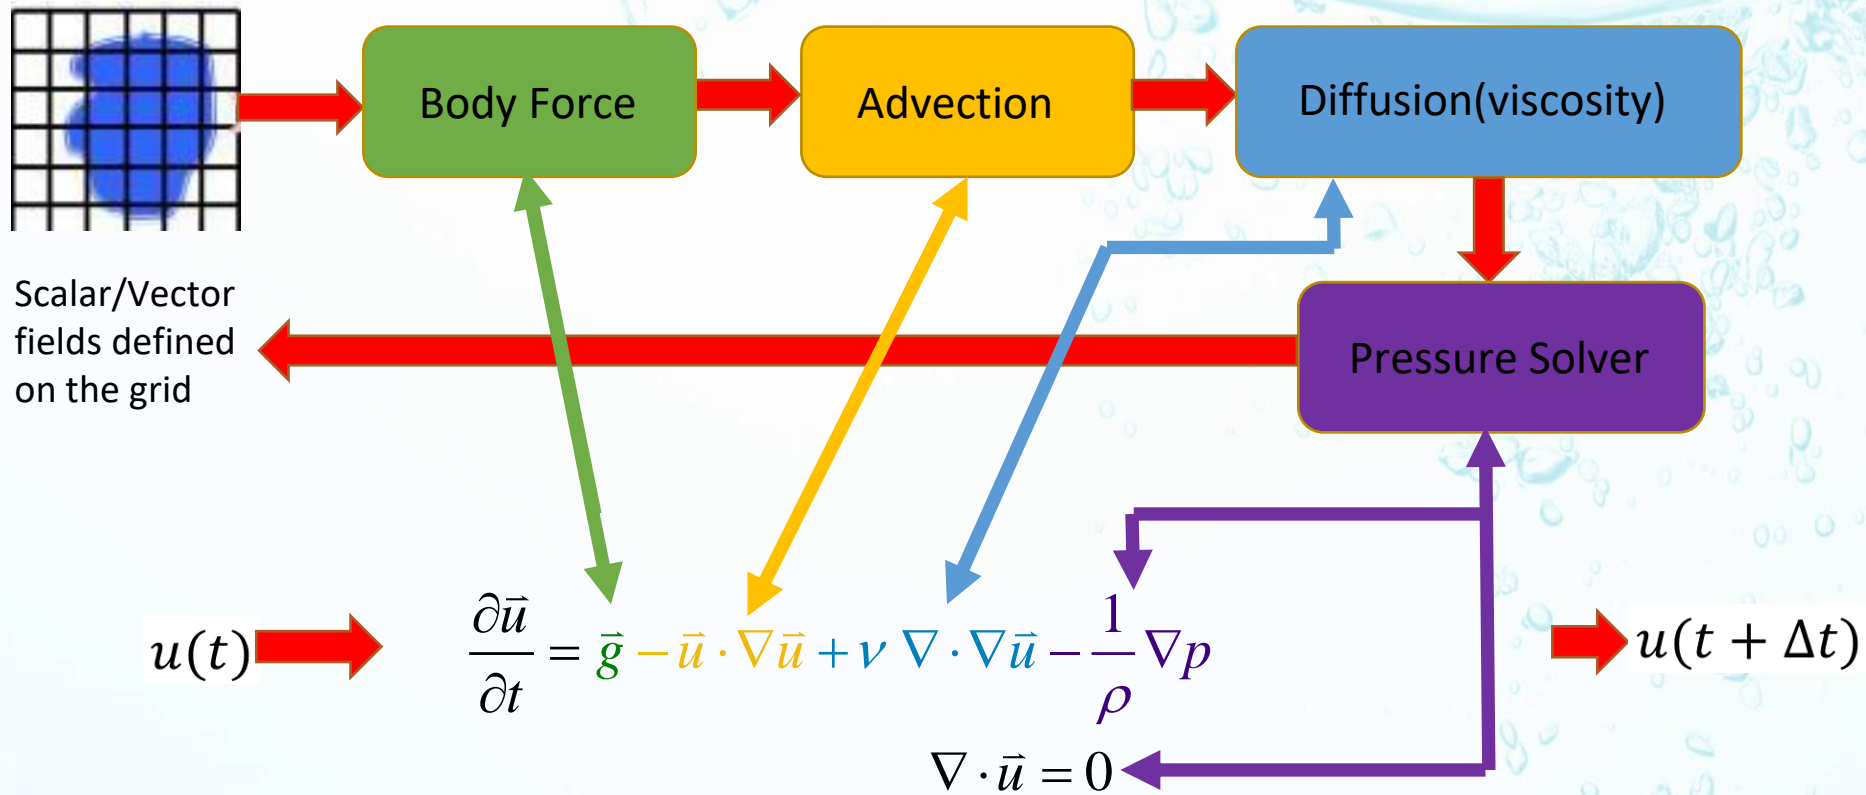 Body Force
Advection
Diffusion(viscosity)
Scalar/Vector
fields defined
on the grid
Pressure Solver
u(t)
∂u⃗/∂t = g⃗ − u⃗ · ∇u⃗ + ν ∇ · ∇u⃗ − 1/ρ ∇p
u(t + Δt)
∇ · u⃗ = 0